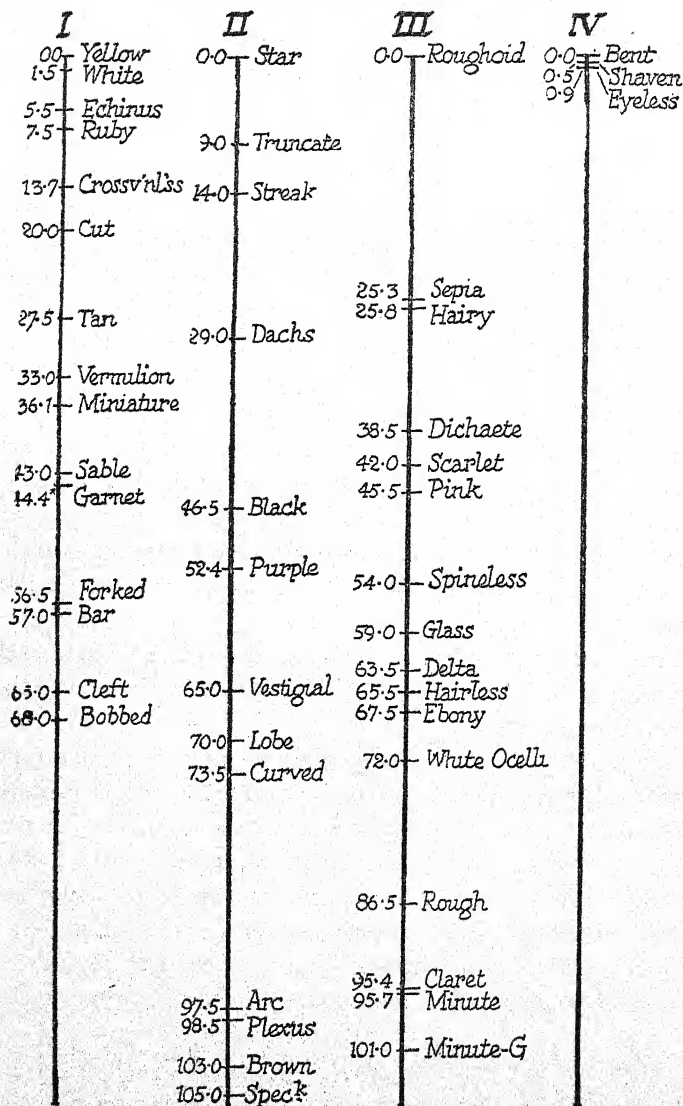 I
00 Yellow
1.5 White
5.5 Echinus
7.5 Ruby
13.7 Crossv'nl'ss
20.0 Cut
27.5 Tan
33.0 Vermilion
36.1 Miniature
43.0 Sable
44.4* Garnet
56.5 Forked
57.0 Bar
65.0 Cleft
68.0 Bobbed
II
0.0 Star
9.0 Truncate
14.0 Streak
29.0 Dachs
46.5 Black
52.4 Purple
65.0 Vestigial
70.0 Lobe
73.5 Curved
97.5 Arc
98.5 Plexus
103.0 Brown
105.0 Speck
III
0.0 Roughoid
25.3 Sepia
25.8 Hairy
38.5 Dichaete
42.0 Scarlet
45.5 Pink
54.0 Spineless
59.0 Glass
63.5 Delta
65.5 Hairless
67.5 Ebony
72.0 White Ocelli
86.5 Rough
95.4 Claret
95.7 Minute
101.0 Minute-G
IV
0.0 Bent
0.5 Shaven
0.9 Eyeless